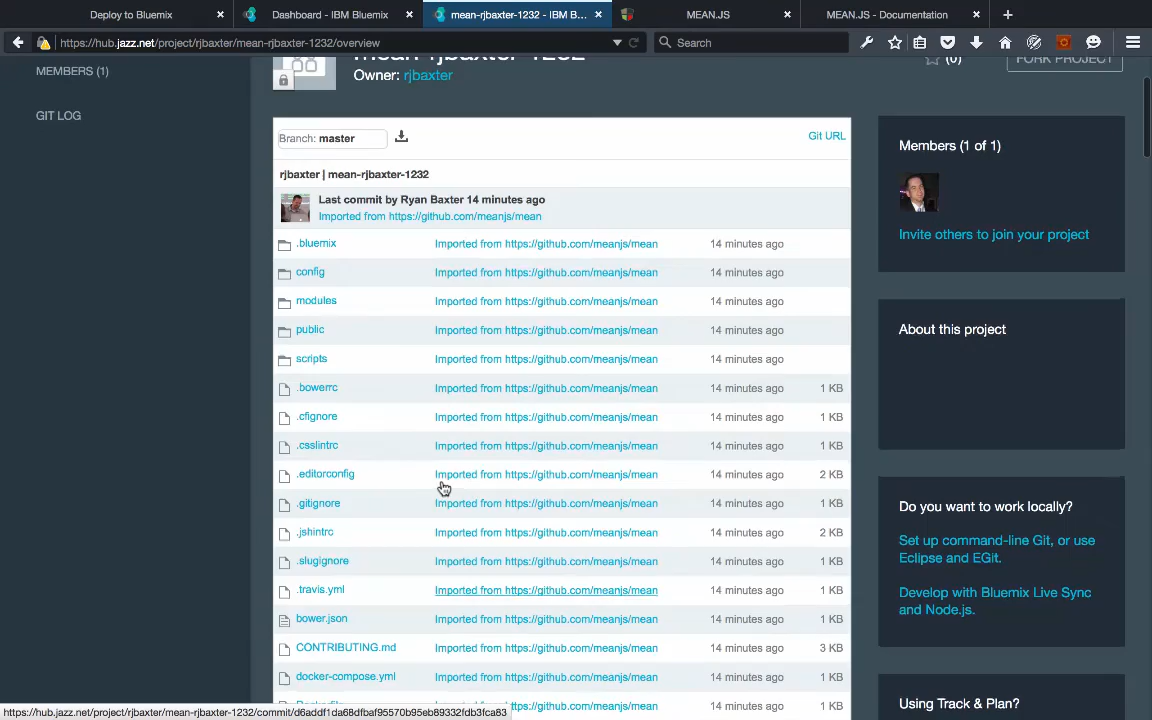 Deploy to Bluemix
Dashboard - IBM Bluemix
mean-rjbaxter-1232 - IBM B...
MEAN.JS
MEAN.JS - Documentation
https://hub.jazz.net/project/rjbaxter/mean-rjbaxter-1232/overview
Search
MEMBERS (1)
GIT LOG
mean-rjbaxter-1232
Owner: rjbaxter
(0)
FORK PROJECT
Branch: master
Git URL
rjbaxter | mean-rjbaxter-1232
Last commit by Ryan Baxter 14 minutes ago
Imported from https://github.com/meanjs/mean
.bluemix Imported from https://github.com/meanjs/mean 14 minutes ago
config Imported from https://github.com/meanjs/mean 14 minutes ago
modules Imported from https://github.com/meanjs/mean 14 minutes ago
public Imported from https://github.com/meanjs/mean 14 minutes ago
scripts Imported from https://github.com/meanjs/mean 14 minutes ago
.bowerrc Imported from https://github.com/meanjs/mean 14 minutes ago 1 KB
.cfignore Imported from https://github.com/meanjs/mean 14 minutes ago 1 KB
.csslintrc Imported from https://github.com/meanjs/mean 14 minutes ago 1 KB
.editorconfig Imported from https://github.com/meanjs/mean 14 minutes ago 2 KB
.gitignore Imported from https://github.com/meanjs/mean 14 minutes ago 1 KB
.jshintrc Imported from https://github.com/meanjs/mean 14 minutes ago 2 KB
.slugignore Imported from https://github.com/meanjs/mean 14 minutes ago 1 KB
.travis.yml Imported from https://github.com/meanjs/mean 14 minutes ago 1 KB
bower.json Imported from https://github.com/meanjs/mean 14 minutes ago 1 KB
CONTRIBUTING.md Imported from https://github.com/meanjs/mean 14 minutes ago 3 KB
docker-compose.yml Imported from https://github.com/meanjs/mean 14 minutes ago 1 KB
https://github.com/meanjs/mean 14 minutes ago 1 KB
Members (1 of 1)
Invite others to join your project
About this project
Do you want to work locally?
Set up command-line Git, or use
Eclipse and EGit.
Develop with Bluemix Live Sync
and Node.js.
Using Track & Plan?
https://hub.jazz.net/project/rjbaxter/mean-rjbaxter-1232/commit/d6addf1da68dfbaf95570b95eb89332fdb3fca83